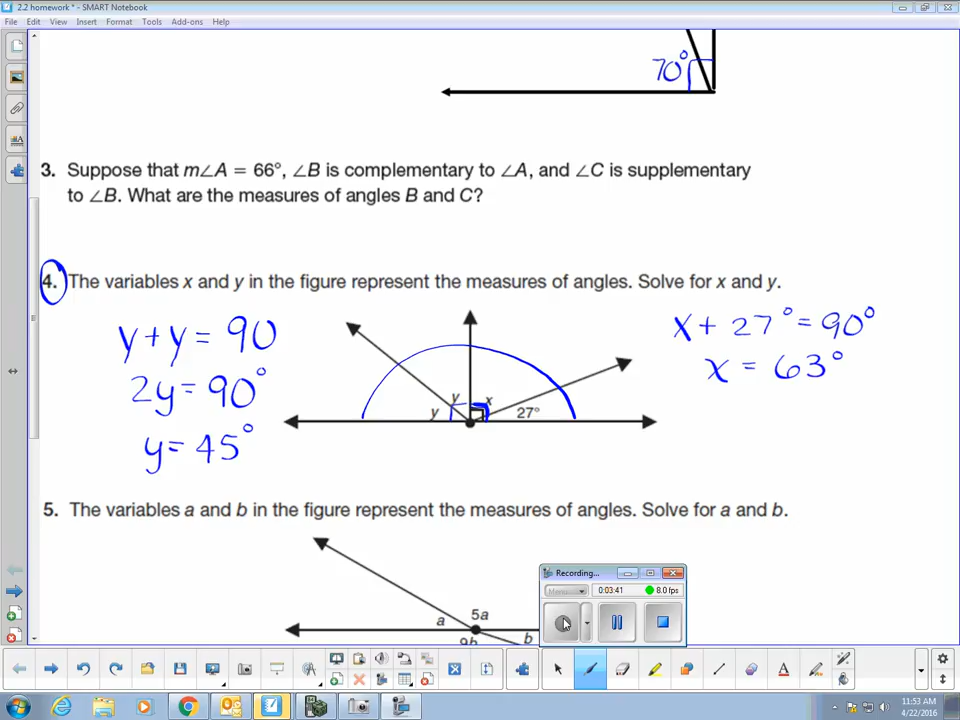 2.2 homework * - SMART Notebook
File Edit View Insert Format Tools Add-ons Help
70°
3. Suppose that m∠A = 66°, ∠B is complementary to ∠A, and ∠C is supplementary
to ∠B. What are the measures of angles B and C?
4. The variables x and y in the figure represent the measures of angles. Solve for x and y.
y + y = 90
2y = 90°
y = 45°
x + 27° = 90°
x = 63°
y
y
x
27°
5. The variables a and b in the figure represent the measures of angles. Solve for a and b.
a
5a
9b
b
Recording...
Menu...
0:03:41
8.0 fps
A
11:53 AM
4/22/2016